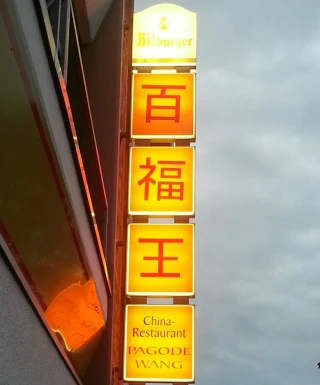 Bitburger
百
福
王
China-
Restaurant
PAGODE
WANG